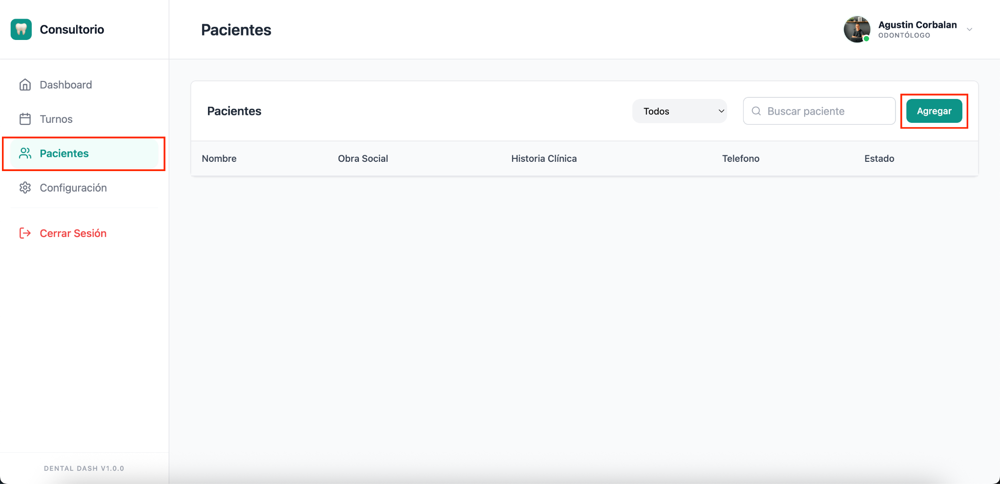 Consultorio
Pacientes
Agustin Corbalan
ODONTÓLOGO
Dashboard
Turnos
Pacientes
Configuración
Cerrar Sesión
Pacientes
Todos
Buscar paciente
Agregar
Nombre
Obra Social
Historia Clínica
Telefono
Estado
DENTAL DASH V1.0.0